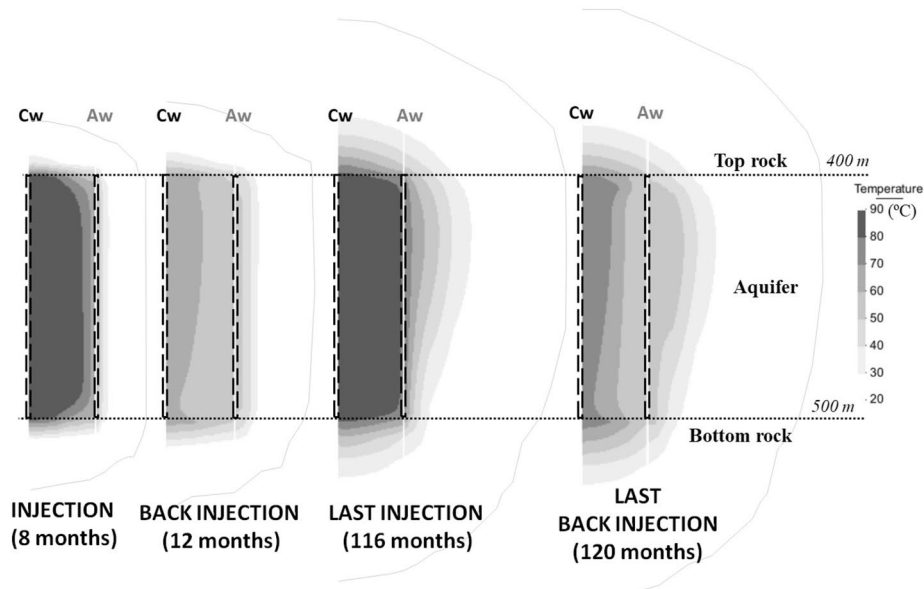 Cw Aw Cw Aw Cw Aw Cw Aw
Top rock
400 m
Temperature
(ºC)
90
80
70
60
50
40
30
20
Aquifer
500 m
Bottom rock
INJECTION
(8 months)
BACK INJECTION
(12 months)
LAST INJECTION
(116 months)
LAST
BACK INJECTION
(120 months)